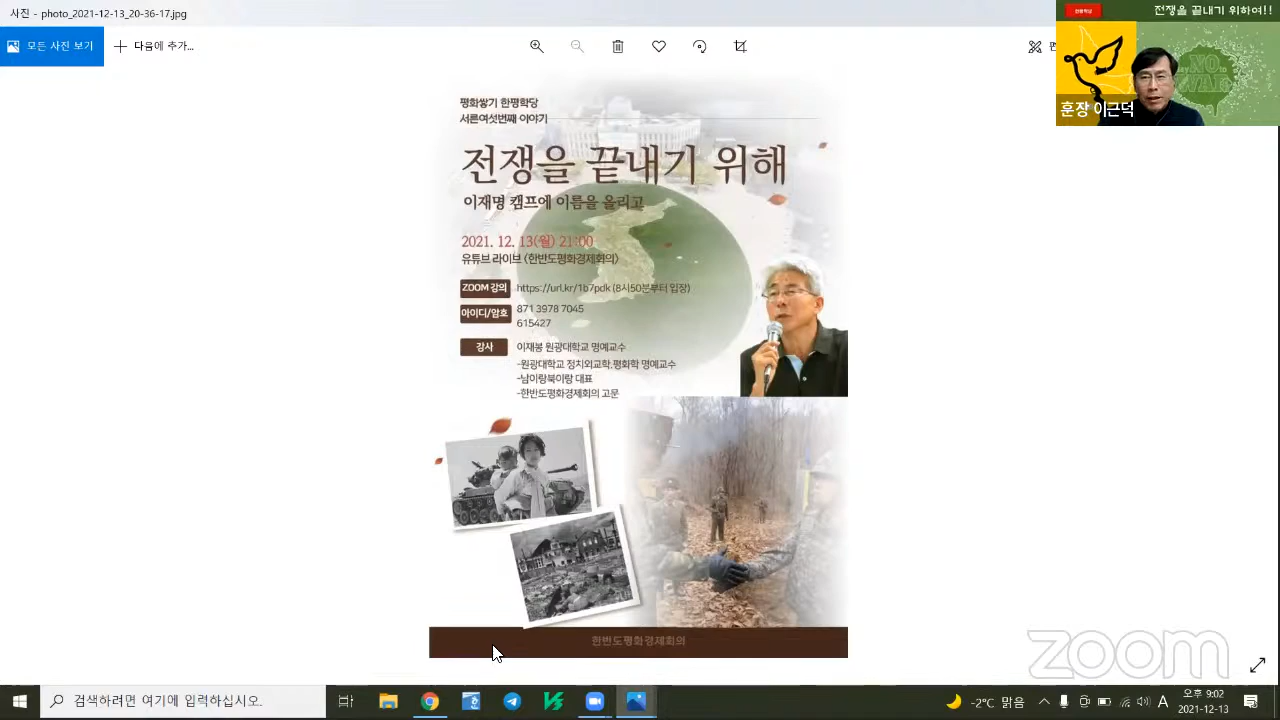 사진 - photo_2021-12-13_20-36-17.jpg
모든 사진 보기
다음에 추가...
평화쌓기 한평학당
서른여섯번째 이야기
전쟁을 끝내기 위해
이재명 캠프에 이름을 올리고
2021. 12. 13(월) 21:00
유튜브 라이브 <한반도평화경제회의>
ZOOM 강의 https://url.kr/1b7pdk (8시50분부터 입장)
아이디/암호 871 3978 7045
615427
강사 이재봉 원광대학교 명예교수
-원광대학교 정치외교학.평화학 명예교수
-남이랑북이랑 대표
-한반도평화경제회의 고문
한반도평화경제회의
전쟁을 끝내기 위하여!!
NO
WAR
훈장 이근덕
zoom
검색하려면 여기에 입력하십시오.
-2°C 맑음
오후 9:02
2021-12-13